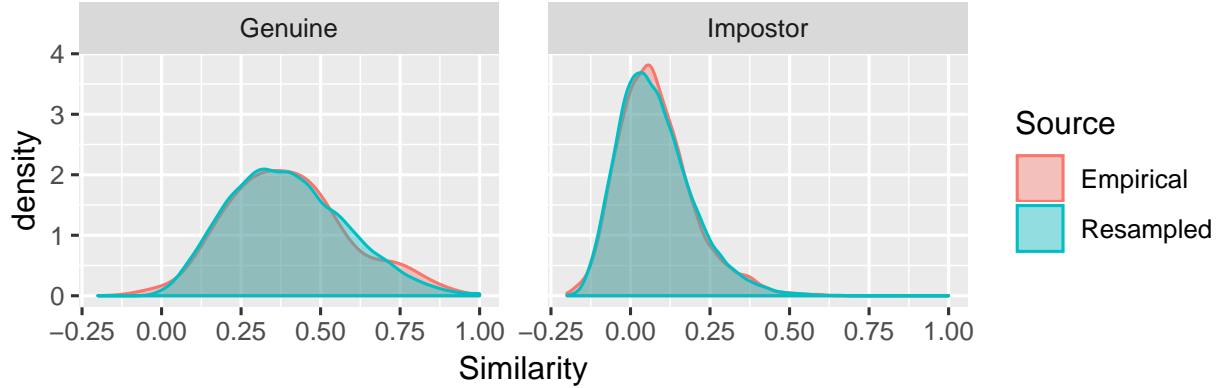 Genuine
Impostor
4
3
2
1
0
density
−0.25 0.00 0.25 0.50 0.75 1.00
−0.25 0.00 0.25 0.50 0.75 1.00
Similarity
Source
Empirical
Resampled